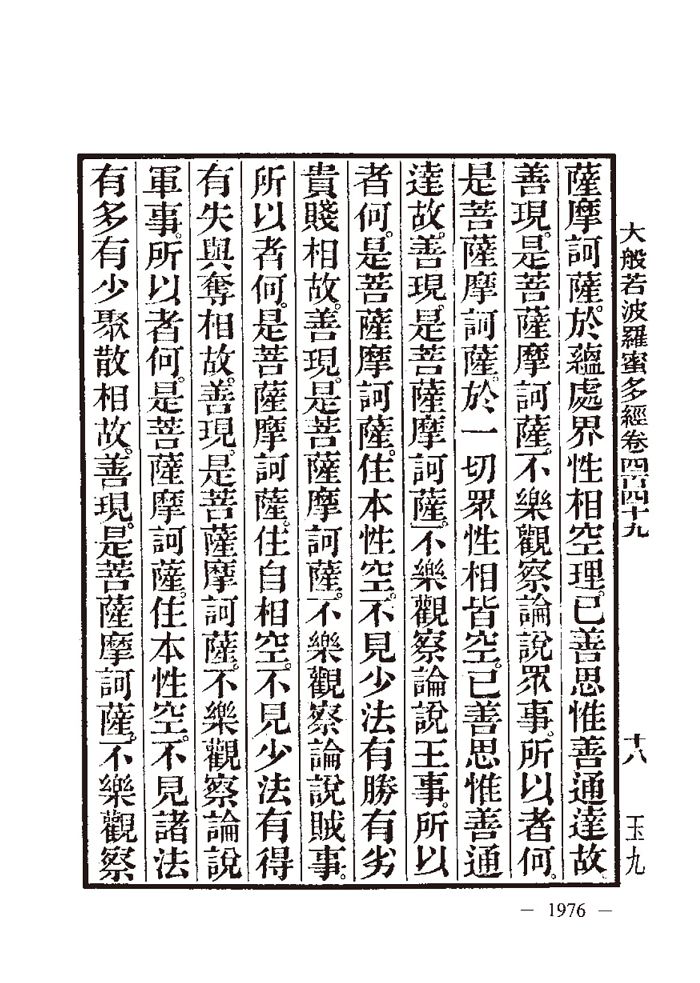 大般若波羅蜜多經卷四百四十九 十八 玉九
薩摩訶薩。於蘊處界性相空理。已善思惟善通達故
善現。是菩薩摩訶薩。不樂觀察論說眾事。所以者何。
是菩薩摩訶薩。於一切眾性相皆空。已善思惟善通
達故。善現。是菩薩摩訶薩。不樂觀察論說王事。所以
者何。是菩薩摩訶薩。住本性空。不見少法有勝有劣
貴賤相故。善現。是菩薩摩訶薩。不樂觀察論說賊事。
所以者何。是菩薩摩訶薩。住自相空。不見少法有得
有失與奪相故。善現。是菩薩摩訶薩。不樂觀察論說
軍事。所以者何。是菩薩摩訶薩。住本性空。不見諸法
有多有少聚散相故。善現。是菩薩摩訶薩。不樂觀察
— 1976 —